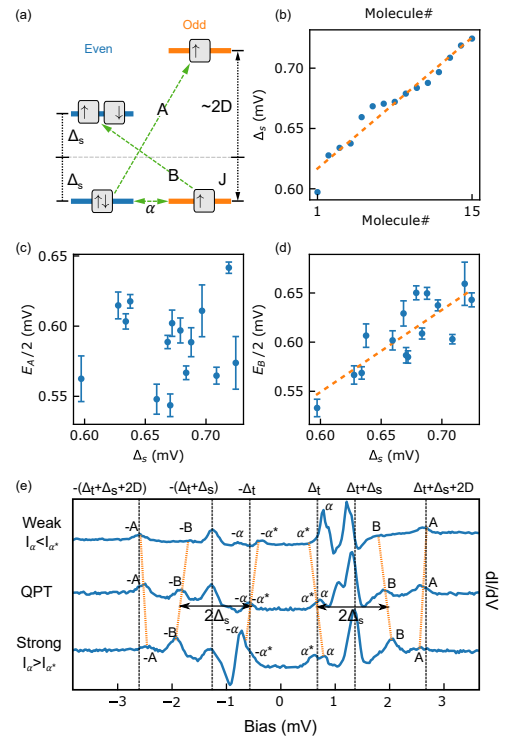 (a)
Odd
Even
↑
A
~2D
↑
↓
Δs
Δs
B
J
↑↓
α
↑
(b)
Molecule#
Δs (mV)
0.70
0.65
0.60
1
15
Molecule#
(c)
EA/2 (mV)
0.65
0.60
0.55
0.60
0.65
0.70
Δs (mV)
(d)
EB/2 (mV)
0.65
0.60
0.55
0.60
0.65
0.70
Δs (mV)
(e)
-(Δt+Δs+2D) -(Δt+Δs) -Δt Δt Δt+Δs Δt+Δs+2D
Weak
Iα<Iα*
-A -B -α -α* α* α B A
QPT
-A -B -α -α* α* α B A
2Δs 2Δs
Strong
Iα>Iα*
-A -B -α -α* α* α B A
dI/dV
−3 −2 −1 0 1 2 3
Bias (mV)